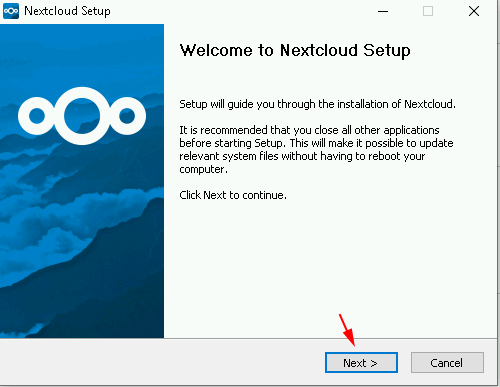 Nextcloud Setup
Welcome to Nextcloud Setup
Setup will guide you through the installation of Nextcloud.
It is recommended that you close all other applications
before starting Setup. This will make it possible to update
relevant system files without having to reboot your
computer.
Click Next to continue.
Next >
Cancel